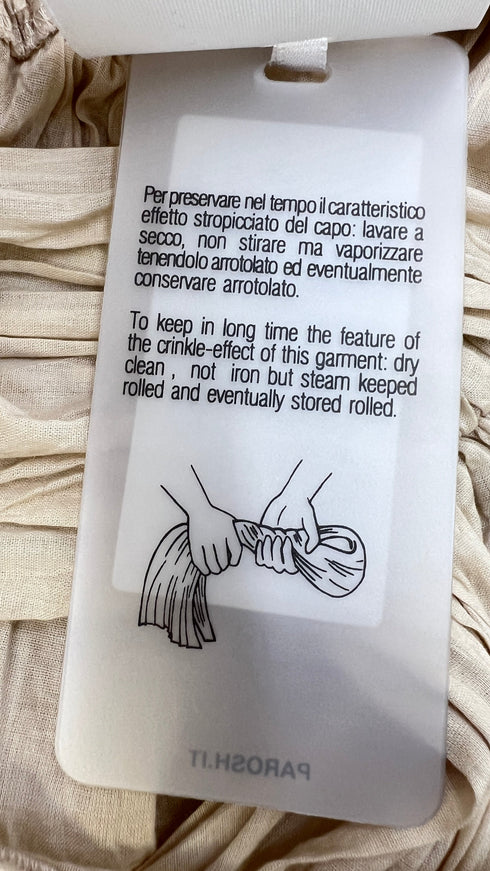 Per preservare nel tempo il caratteristico
effetto stropicciato del capo: lavare a
secco, non stirare ma vaporizzare
tenendolo arrotolato ed eventualmente
conservare arrotolato.
To keep in long time the feature of
the crinkle-effect of this garment: dry
clean , not iron but steam keeped
rolled and eventually stored rolled.
PAROSH.IT